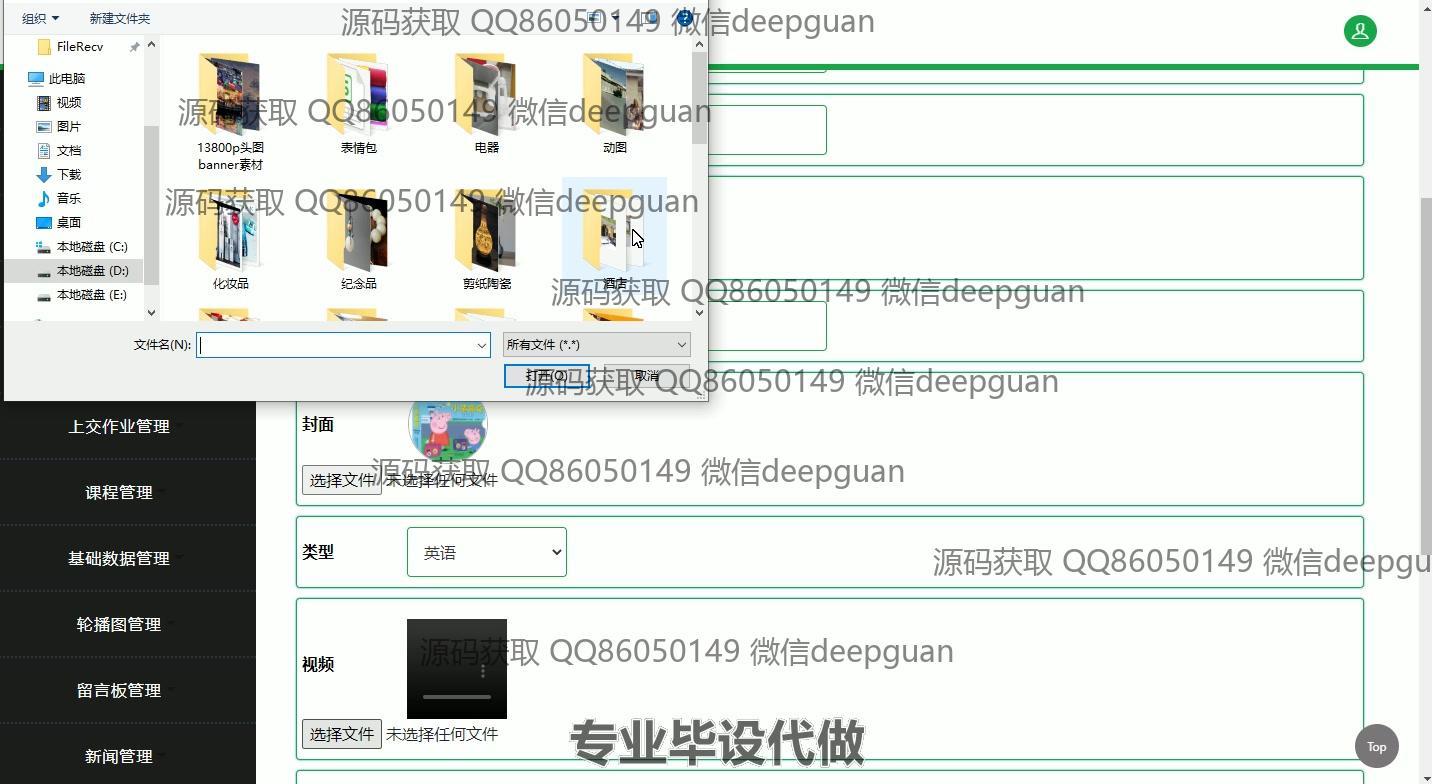 组织 新建文件夹
源码获取 QQ86050149 微信deepguan
FileRecv
此电脑
视频
图片
文档
下载
音乐
桌面
本地磁盘 (C:)
本地磁盘 (D:)
本地磁盘 (E:)
源码获取 QQ86050149 微信deepguan
13800p头图
banner素材
表情包
电器
动图
源码获取 QQ86050149 微信deepguan
化妆品
纪念品
剪纸陶瓷
酒店
源码获取 QQ86050149 微信deepguan
文件名(N):
所有文件 (*.*)
打开(O)
取消
源码获取 QQ86050149 微信deepguan
上交作业管理
课程管理
基础数据管理
轮播图管理
留言板管理
新闻管理
封面
选择文件 未选择任何文件
源码获取 QQ86050149 微信deepguan
类型
英语
源码获取 QQ86050149 微信deepgu
视频
源码获取 QQ86050149 微信deepguan
选择文件 未选择任何文件
专业毕设代做
Top